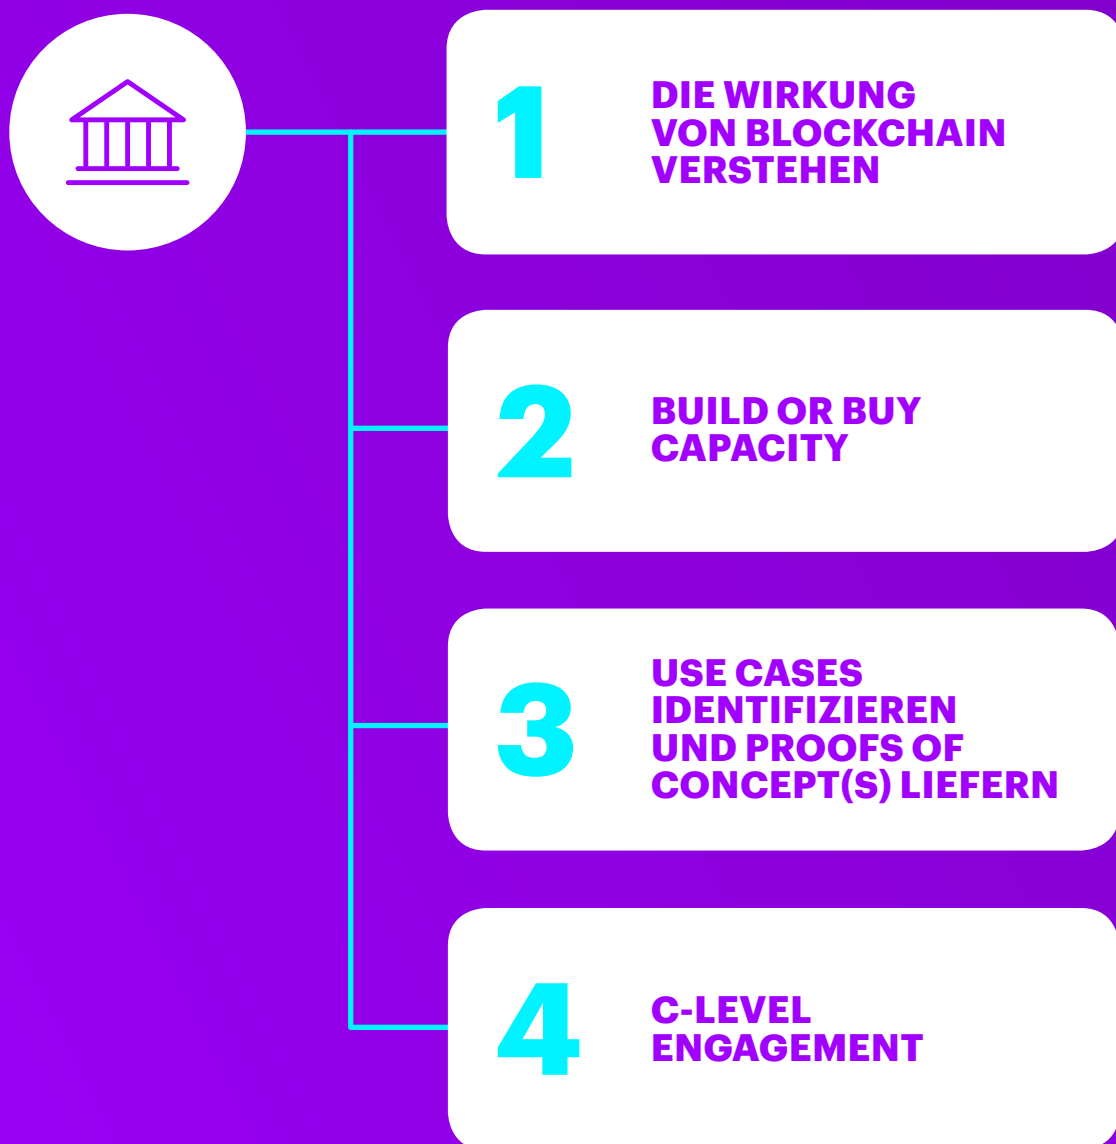 1
DIE WIRKUNG
VON BLOCKCHAIN
VERSTEHEN
2
BUILD OR BUY
CAPACITY
3
USE CASES
IDENTIFIZIEREN
UND PROOFS OF
CONCEPT(S) LIEFERN
4
C-LEVEL
ENGAGEMENT